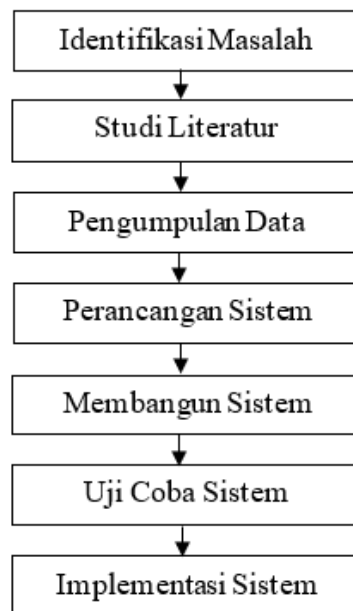 Identifikasi Masalah
Studi Literatur
Pengumpulan Data
Perancangan Sistem
Membangun Sistem
Uji Coba Sistem
Implementasi Sistem